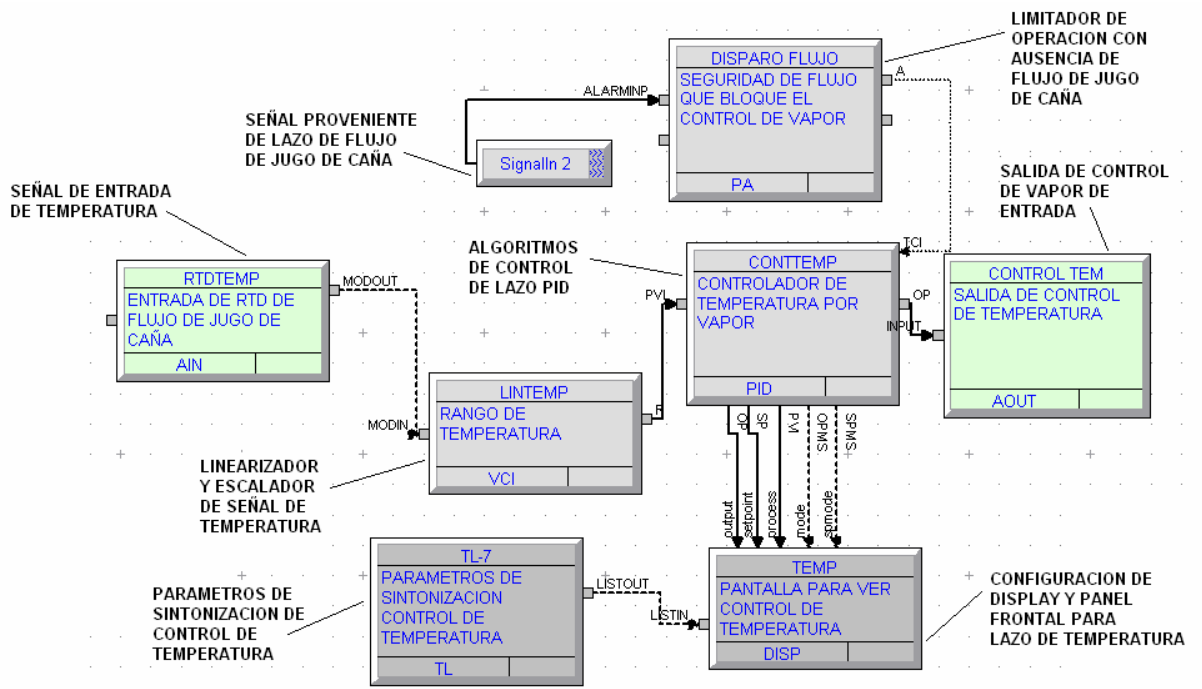 LIMITADOR DE
OPERACION CON
AUSENCIA DE
FLUJO DE JUGO
DE CAÑA
DISPARO FLUJO
SEGURIDAD DE FLUJO
QUE BLOQUE EL
CONTROL DE VAPOR
PA
A
ALARMINP
SEÑAL PROVENIENTE
DE LAZO DE FLUJO
DE JUGO DE CAÑA
SignalIn 2
SEÑAL DE ENTRADA
DE TEMPERATURA
SALIDA DE CONTROL
DE VAPOR DE
ENTRADA
ALGORITMOS
DE CONTROL
DE LAZO PID
TCI
RTDTEMP
ENTRADA DE RTD DE
FLUJO DE JUGO DE
CAÑA
AIN
MODOUT
PVI
CONTTEMP
CONTROLADOR DE
TEMPERATURA POR
VAPOR
PID
OP
INPUT
CONTROL TEM
SALIDA DE CONTROL
DE TEMPERATURA
AOUT
MODIN
LINTEMP
RANGO DE
TEMPERATURA
VCI
R
OP
SP
PVI
OPMS
SPMS
LINEARIZADOR
Y ESCALADOR
DE SEÑAL DE
TEMPERATURA
output
setpoint
process
mode
spmode
PARAMETROS DE
SINTONIZACION DE
CONTROL DE
TEMPERATURA
TL-7
PARAMETROS DE
SINTONIZACION
CONTROL DE
TEMPERATURA
TL
LISTOUT
LISTIN
TEMP
PANTALLA PARA VER
CONTROL DE
TEMPERATURA
DISP
CONFIGURACION DE
DISPLAY Y PANEL
FRONTAL PARA
LAZO DE TEMPERATURA